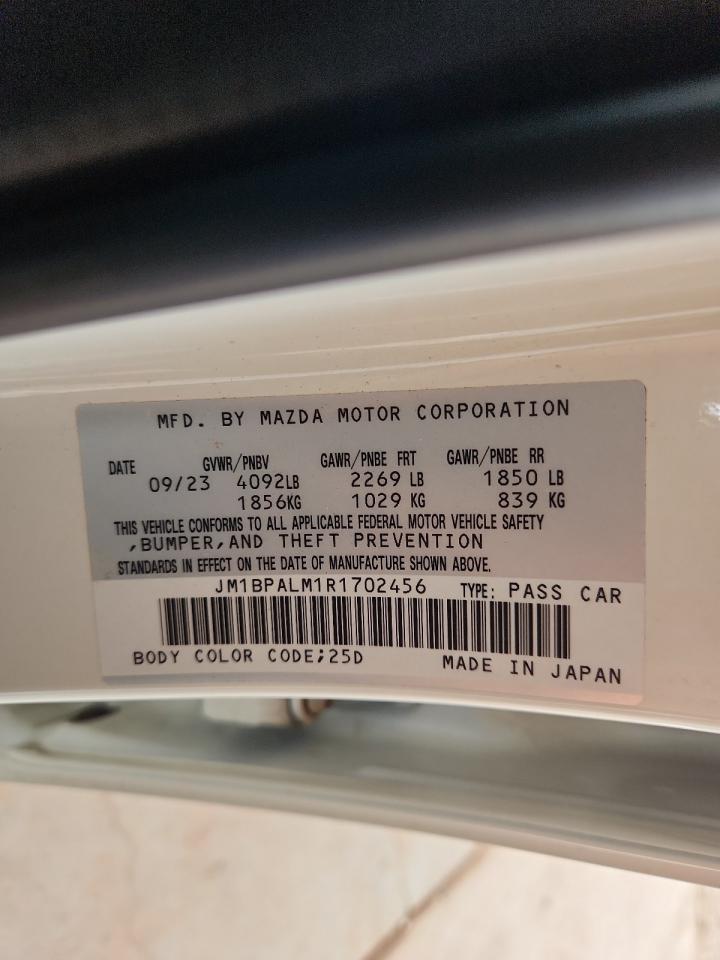 MFD. BY MAZDA MOTOR CORPORATION
DATE GVWR/PNBV GAWR/PNBE FRT GAWR/PNBE RR
09/23 4092LB 2269 LB 1850 LB
1856KG 1029 KG 839 KG
THIS VEHICLE CONFORMS TO ALL APPLICABLE FEDERAL MOTOR VEHICLE SAFETY
,BUMPER,AND THEFT PREVENTION
STANDARDS IN EFFECT ON THE DATE OF MANUFACTURE SHOWN ABOVE.
JM1BPALM1R1702456 TYPE: PASS CAR
BODY COLOR CODE;25D MADE IN JAPAN